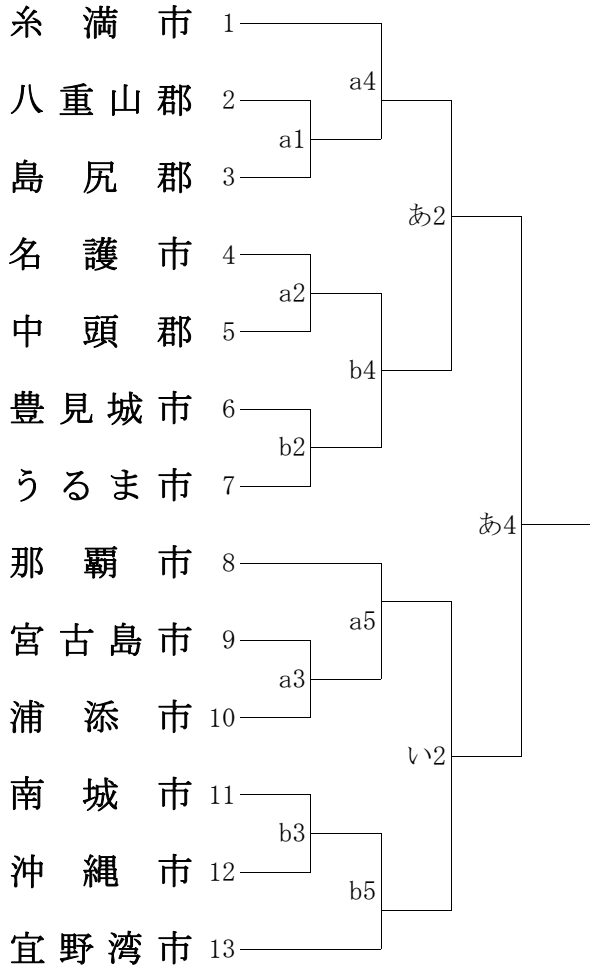 糸満市 1
a4
八重山郡 2
a1
島尻郡 3
あ2
名護市 4
a2
中頭郡 5
b4
豊見城市 6
b2
うるま市 7
あ4
那覇市 8
a5
宮古島市 9
a3
浦添市 10
い2
南城市 11
b3
沖縄市 12
b5
宜野湾市 13